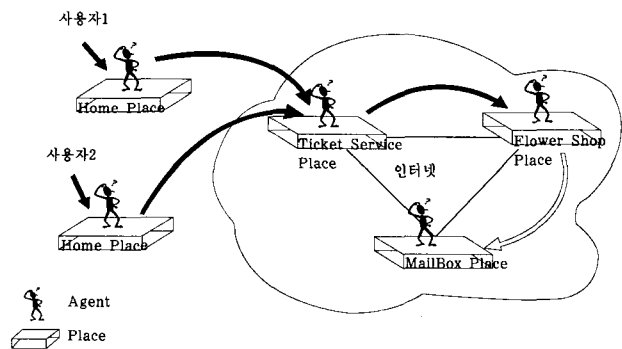 사용자1
Home Place
사용자2
Home Place
Ticket Service
Place
Flower Shop
Place
인터넷
MailBox Place
Agent
Place